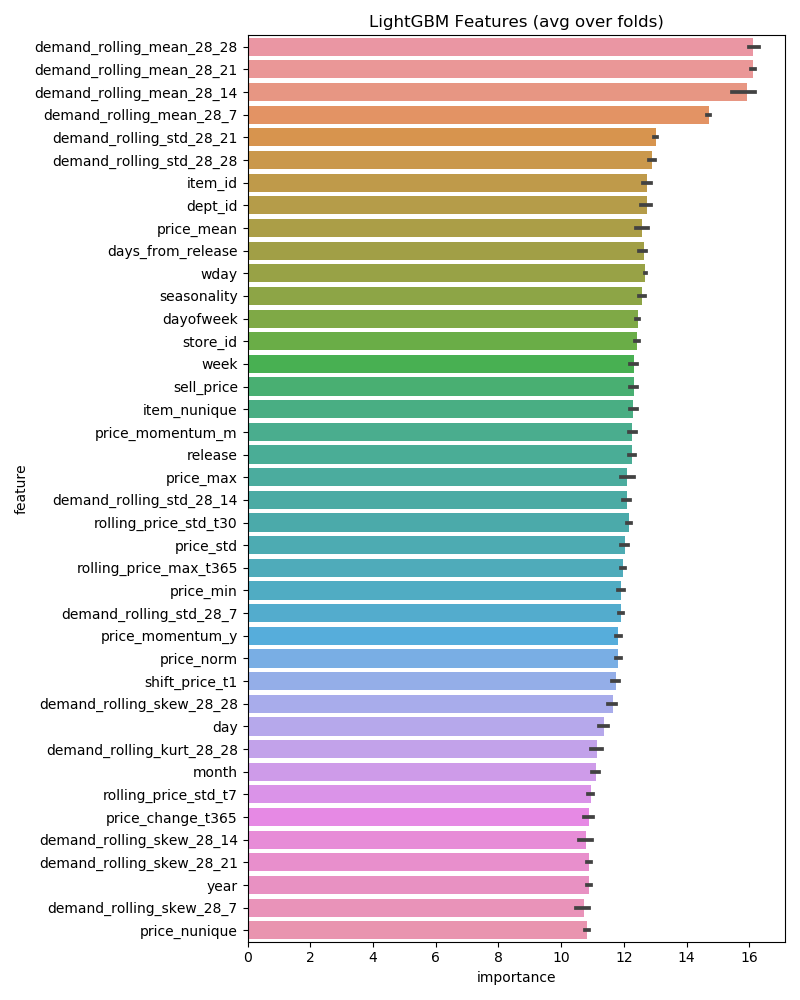 LightGBM Features (avg over folds)
demand_rolling_mean_28_28
demand_rolling_mean_28_21
demand_rolling_mean_28_14
demand_rolling_mean_28_7
demand_rolling_std_28_21
demand_rolling_std_28_28
item_id
dept_id
price_mean
days_from_release
wday
seasonality
dayofweek
store_id
week
sell_price
item_nunique
price_momentum_m
release
price_max
demand_rolling_std_28_14
rolling_price_std_t30
price_std
rolling_price_max_t365
price_min
demand_rolling_std_28_7
price_momentum_y
price_norm
shift_price_t1
demand_rolling_skew_28_28
day
demand_rolling_kurt_28_28
month
rolling_price_std_t7
price_change_t365
demand_rolling_skew_28_14
demand_rolling_skew_28_21
year
demand_rolling_skew_28_7
price_nunique
feature
0 2 4 6 8 10 12 14 16
importance